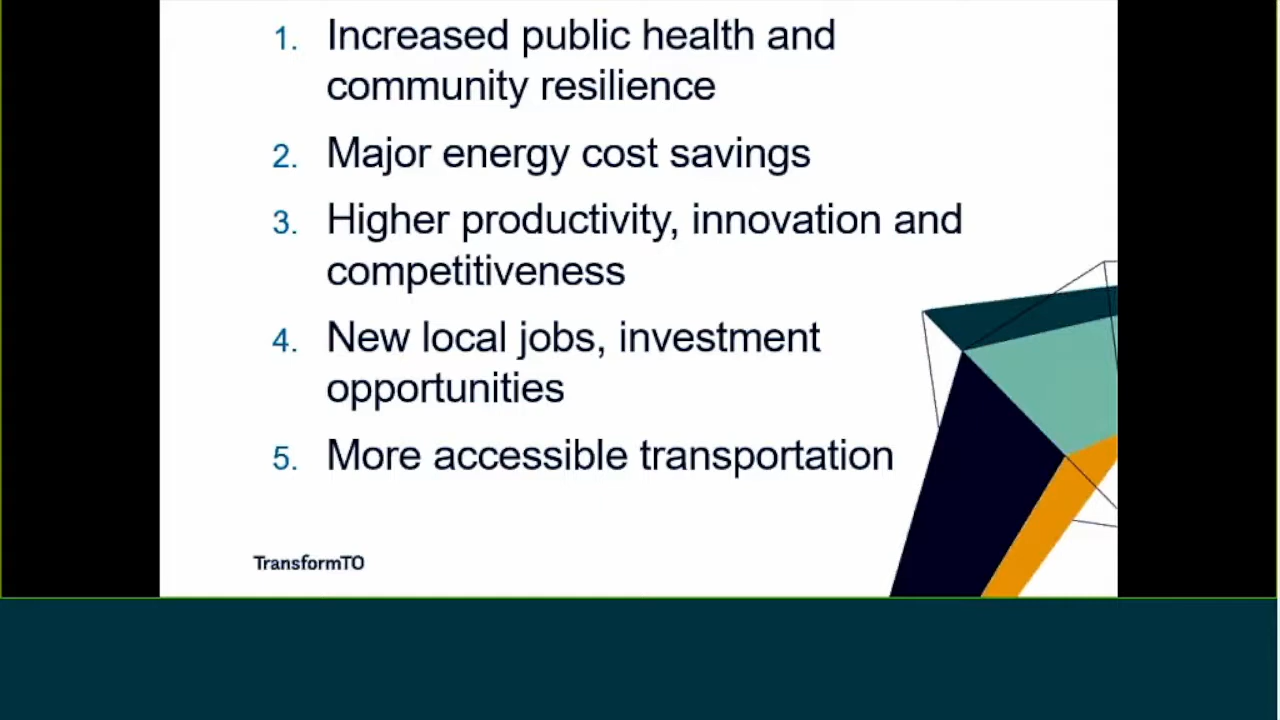 1. Increased public health and
community resilience
2. Major energy cost savings
3. Higher productivity, innovation and
competitiveness
4. New local jobs, investment
opportunities
5. More accessible transportation
TransformTO